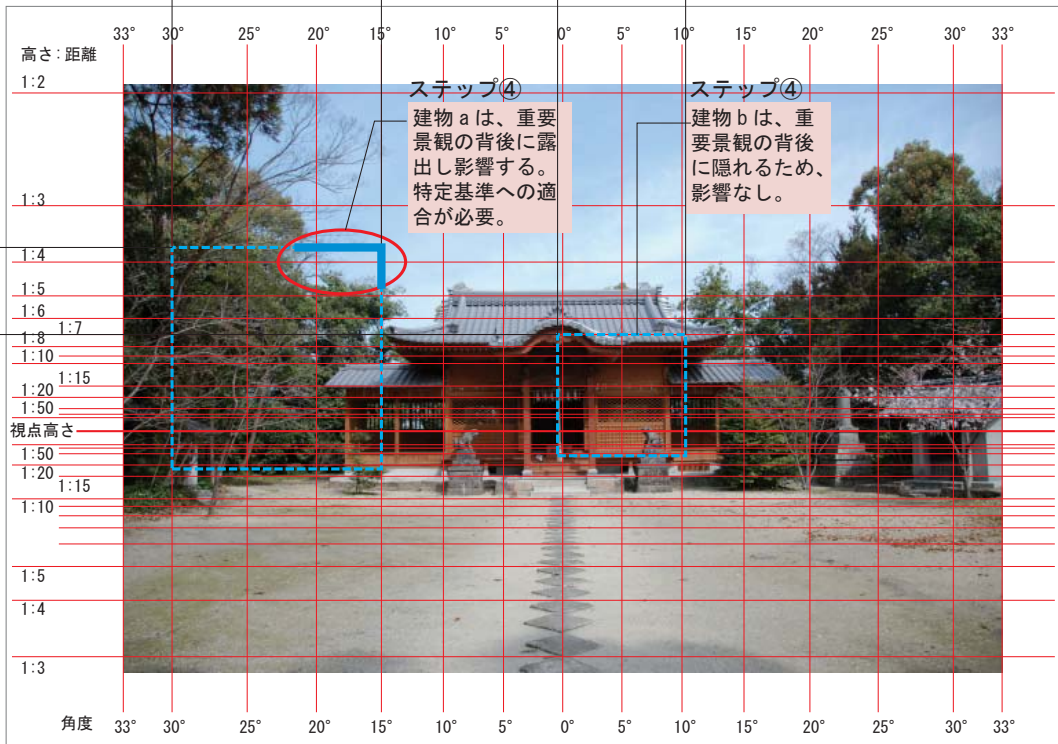 33° 30° 25° 20° 15° 10° 5° 0° 5° 10° 15° 20° 25° 30° 33°
高さ：距離
1:2
ステップ④
建物aは、重要
景観の背後に露
出し影響する。
特定基準への適
合が必要。
ステップ④
建物bは、重
要景観の背後
に隠れるため、
影響なし。
1:3
1:4
1:5
1:6
1:7
1:8
1:10
1:15
1:20
1:50
視点高さ
1:50
1:20
1:15
1:10
1:5
1:4
1:3
角度 33° 30° 25° 20° 15° 10° 5° 0° 5° 10° 15° 20° 25° 30° 33°